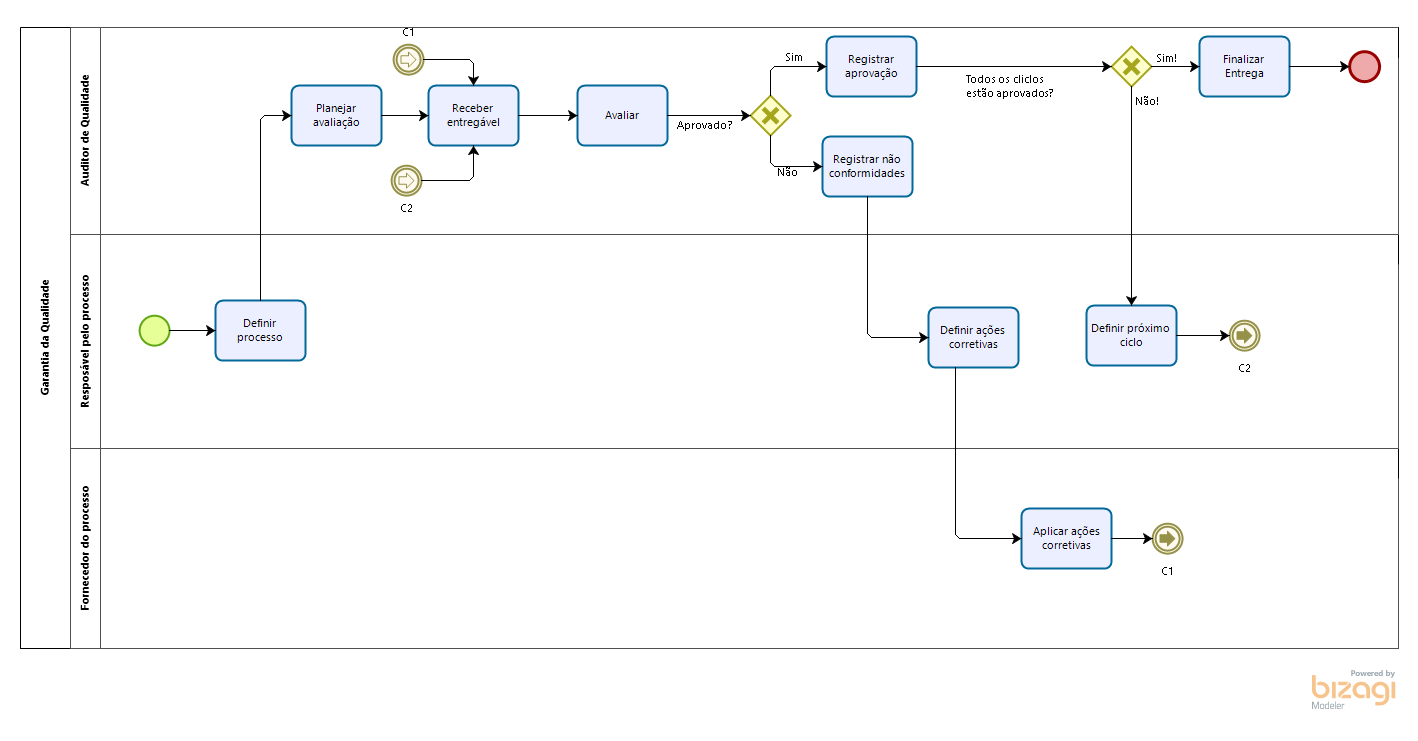 Garantia da Qualidade
Auditor de Qualidade
C1
Planejar
avaliação
Receber
entregável
C2
Avaliar
Aprovado?
Sim
Não
Registrar
aprovação
Registrar não
conformidades
Todos os cliclos
estão aprovados?
Sim!
Não!
Finalizar
Entrega
Resposável pelo processo
Definir
processo
Definir ações
corretivas
Definir próximo
ciclo
C2
Fornecedor do processo
Aplicar ações
corretivas
C1
Powered by
bizagi
Modeler